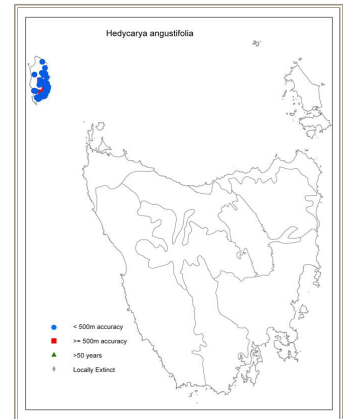 Hedycarya angustifolia
< 500m accuracy
>= 500m accuracy
>50 years
Locally Extinct